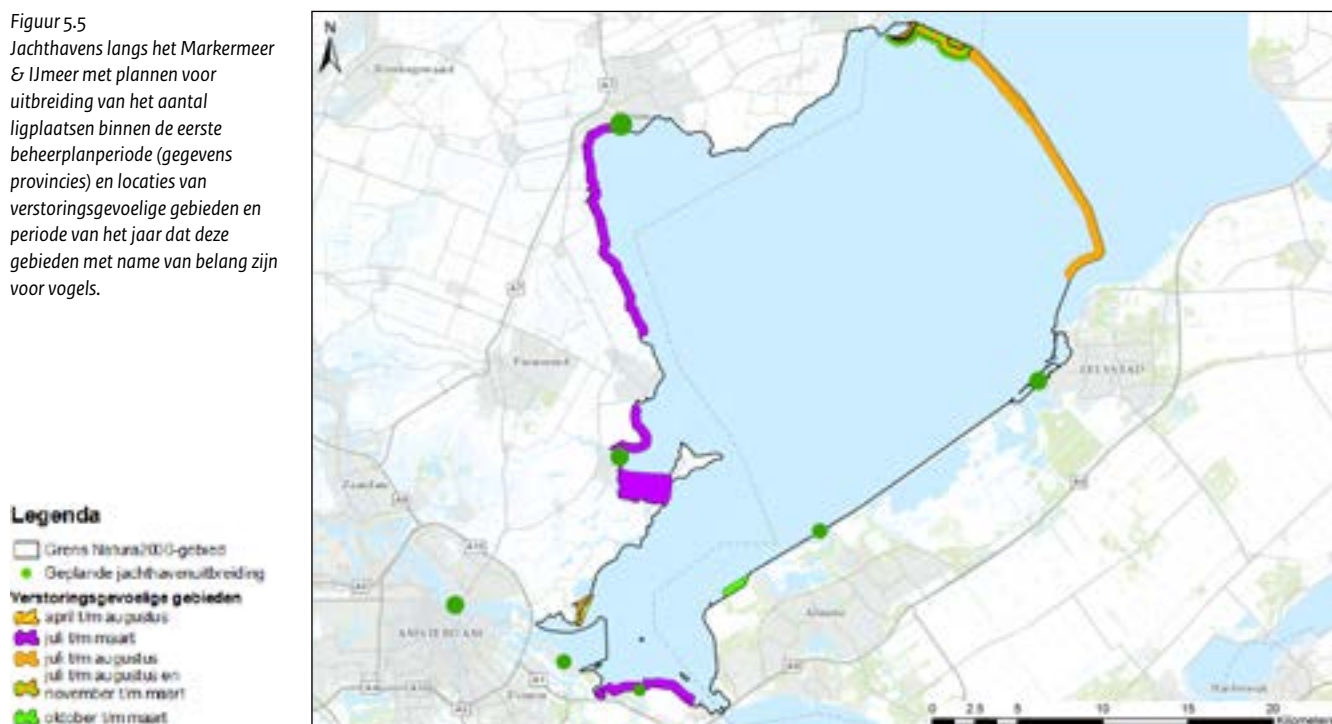 Figuur 5.5
Jachthavens langs het Markermeer
& IJmeer met plannen voor
uitbreiding van het aantal
ligplaatsen binnen de eerste
beheerplanperiode (gegevens
provincies) en locaties van
verstoringsgevoelige gebieden en
periode van het jaar dat deze
gebieden met name van belang zijn
voor vogels.
N
Legenda
Grens Natura2000-gebied
Geplande jachthavenuitbreiding
Verstoringsgevoelige gebieden
april t/m augustus
juli t/m maart
juli t/m augustus
juli t/m augustus en
november t/m maart
oktober t/m maart
Purmerend
Zaandam
LELYSTAD
AMSTERDAM
Almere
0 2.5 5 10 15 20
Kilometers